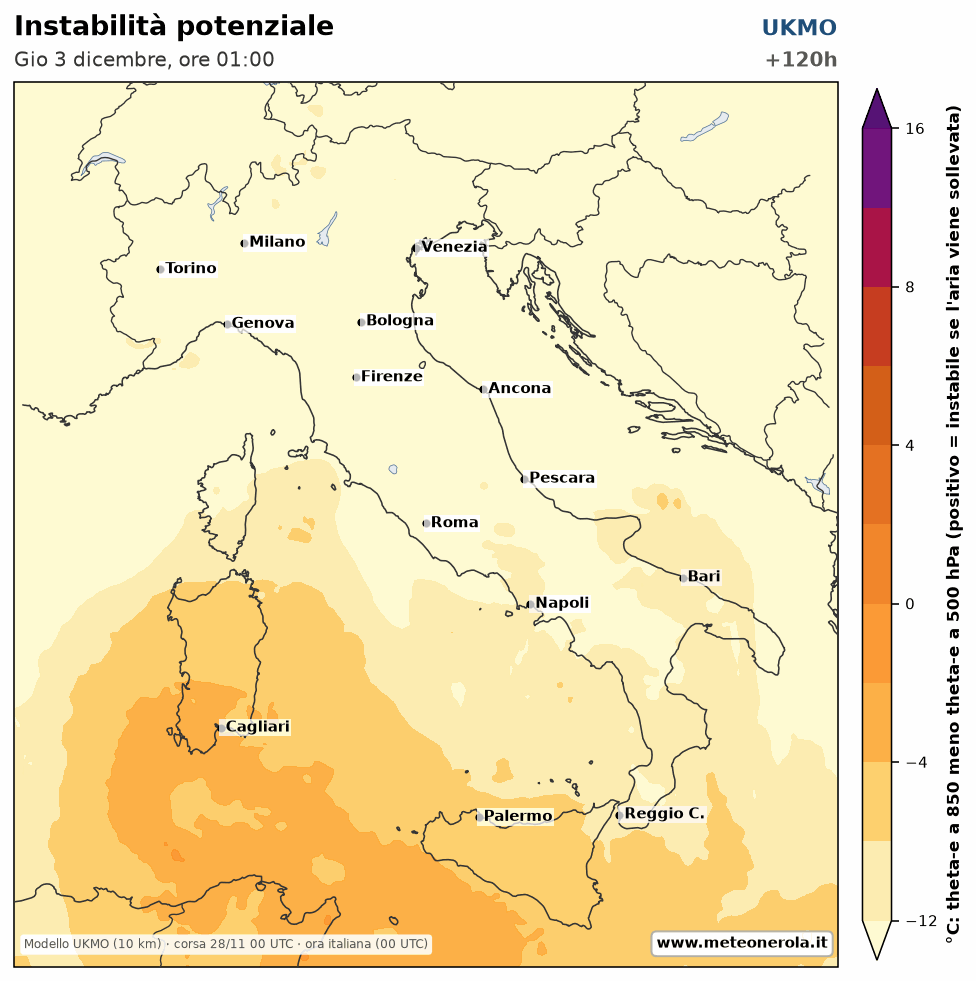 Instabilità potenziale
UKMO
Gio 3 dicembre, ore 01:00
+120h
Milano
Venezia
Torino
Genova
Bologna
Firenze
Ancona
Pescara
Roma
Bari
Napoli
Cagliari
Palermo
Reggio C.
16
8
4
0
−4
−12
°C: theta-e a 850 meno theta-e a 500 hPa (positivo = instabile se l'aria viene sollevata)
Modello UKMO (10 km) · corsa 28/11 00 UTC · ora italiana (00 UTC)
www.meteonerola.it